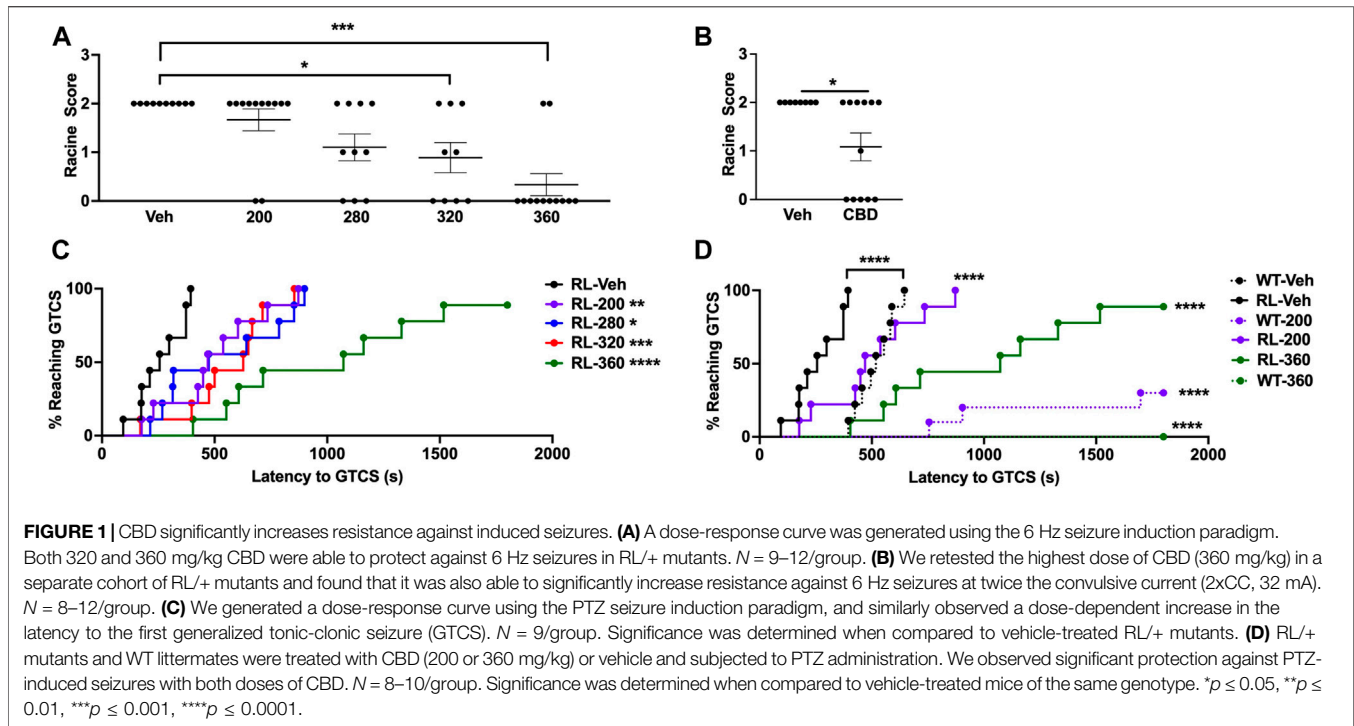 A
***
*
3
2
1
0
Racine Score
Veh 200 280 320 360
B
*
3
2
1
0
Racine Score
Veh CBD
C
100
50
0
% Reaching GTCS
0 500 1000 1500 2000
Latency to GTCS (s)
RL-Veh
RL-200 **
RL-280 *
RL-320 ***
RL-360 ****
D
****
****
****
****
****
100
50
0
% Reaching GTCS
0 500 1000 1500 2000
Latency to GTCS (s)
WT-Veh
RL-Veh
WT-200
RL-200
RL-360
WT-360
FIGURE 1 | CBD significantly increases resistance against induced seizures. (A) A dose-response curve was generated using the 6 Hz seizure induction paradigm.
Both 320 and 360 mg/kg CBD were able to protect against 6 Hz seizures in RL/+ mutants. N = 9–12/group. (B) We retested the highest dose of CBD (360 mg/kg) in a
separate cohort of RL/+ mutants and found that it was also able to significantly increase resistance against 6 Hz seizures at twice the convulsive current (2xCC, 32 mA).
N = 8–12/group. (C) We generated a dose-response curve using the PTZ seizure induction paradigm, and similarly observed a dose-dependent increase in the
latency to the first generalized tonic-clonic seizure (GTCS). N = 9/group. Significance was determined when compared to vehicle-treated RL/+ mutants. (D) RL/+
mutants and WT littermates were treated with CBD (200 or 360 mg/kg) or vehicle and subjected to PTZ administration. We observed significant protection against PTZ-
induced seizures with both doses of CBD. N = 8–10/group. Significance was determined when compared to vehicle-treated mice of the same genotype. *p ≤ 0.05, **p ≤
0.01, ***p ≤ 0.001, ****p ≤ 0.0001.